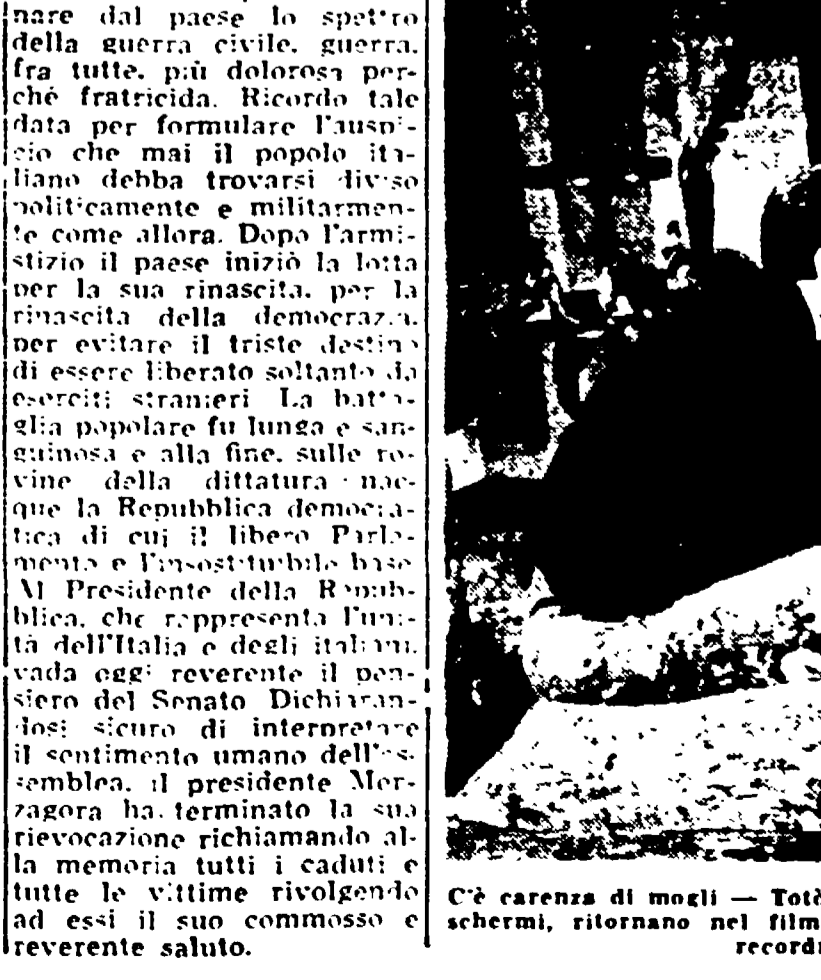 nare dal paese lo spettro
della guerra civile. guerra,
fra tutte. più dolorosa per-
ché fratricida. Ricordo tale
data per formulare l'auspi-
cio che mai il popolo ita-
liano debba trovarsi diviso
politicamente e militarmen-
te come allora. Dopo l'armi-
stizio il paese iniziò la lotta
per la sua rinascita. per la
rinascita della democrazia.
per evitare il triste destino
di essere liberato soltanto da
eserciti stranieri La batta-
glia popolare fu lunga e san-
guinosa e alla fine. sulle ro-
vine della dittatura nac-
que la Repubblica democra-
tica di cui il libero Parla-
mento e l'insostituibile base
Al Presidente della Repub-
blica. che rappresenta l'uni-
tà dell'Italia e degli italiani.
vada oggi reverente il pen-
siero del Senato Dichiaran-
dosi sicuro di interpretare
il sentimento umano dell'as-
semblea. il presidente Mer-
zagora ha terminato la sua
rievocazione richiamando al-
la memoria tutti i caduti e
tutte le vittime rivolgendo
ad essi il suo commosso e
reverente saluto.
C'è carenza di mogli — Totò
schermi, ritornano nel film
record